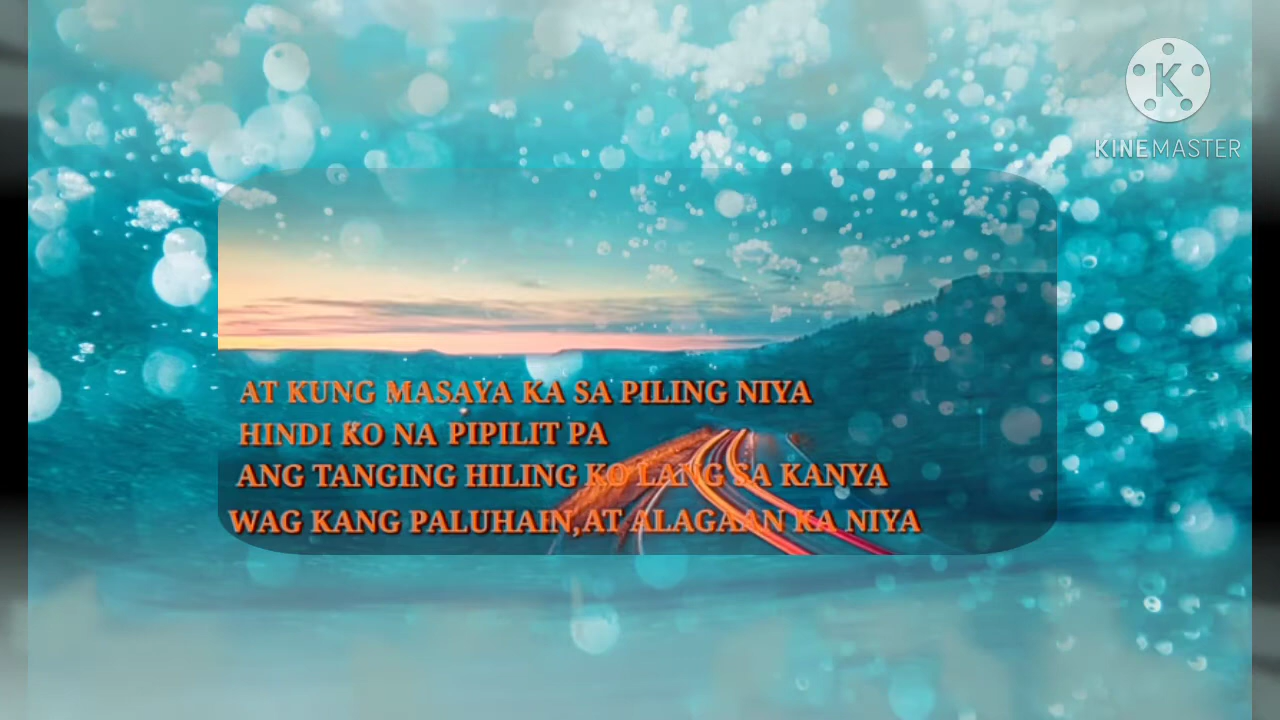 KINEMASTER
AT KUNG MASAYA KA SA PILING NIYA
HINDI KO NA PIPILIT PA
ANG TANGING HILING KO LANG SA KANYA
WAG KANG PALUHAIN,AT ALAGAAN KA NIYA